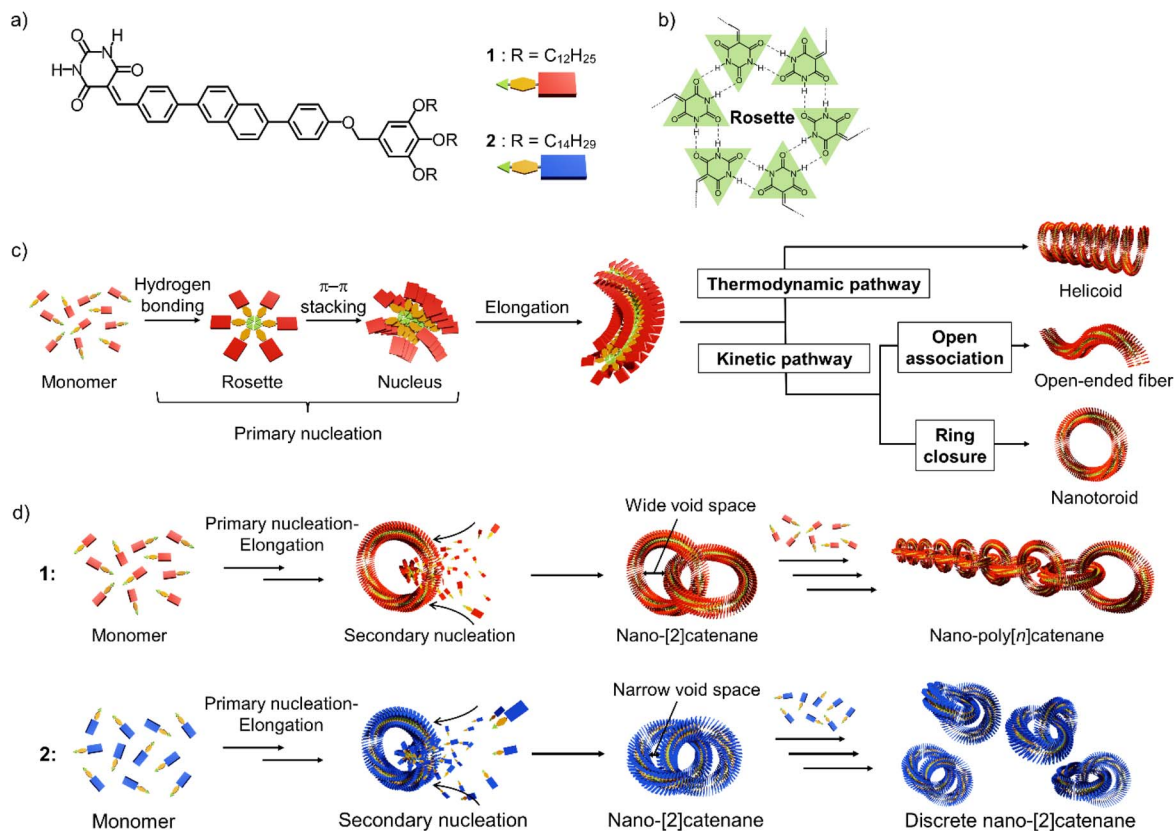 a)
H
O
N
O
H
N
O
OR
OR
OR
O
1 : R = C12H25
2 : R = C14H29
b)
Rosette
c)
Hydrogen
bonding
π–π
stacking
Elongation
Monomer
Rosette
Nucleus
Primary nucleation
Thermodynamic pathway
Helicoid
Kinetic pathway
Open
association
Open-ended fiber
Ring
closure
Nanotoroid
d)
1:
Primary nucleation-
Elongation
Wide void space
Monomer
Secondary nucleation
Nano-[2]catenane
Nano-poly[n]catenane
2:
Primary nucleation-
Elongation
Narrow void space
Monomer
Secondary nucleation
Nano-[2]catenane
Discrete nano-[2]catenane